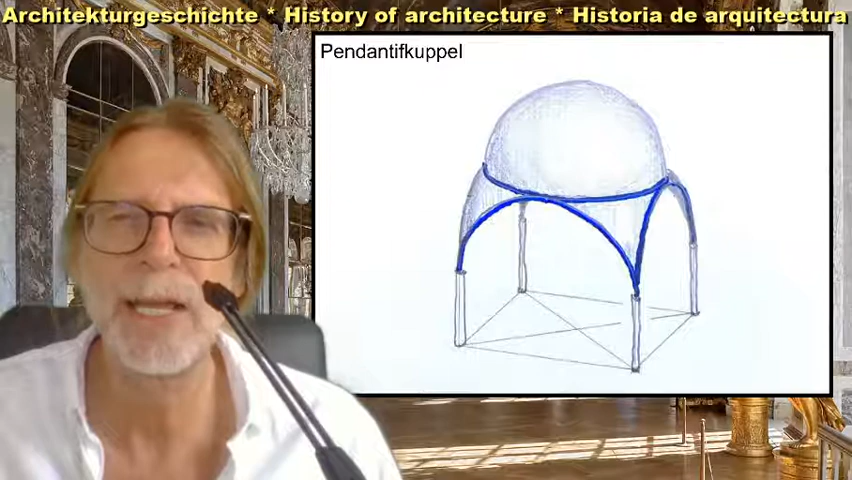 Architekturgeschichte * History of architecture * Historia de arquitectura
Pendantifkuppel